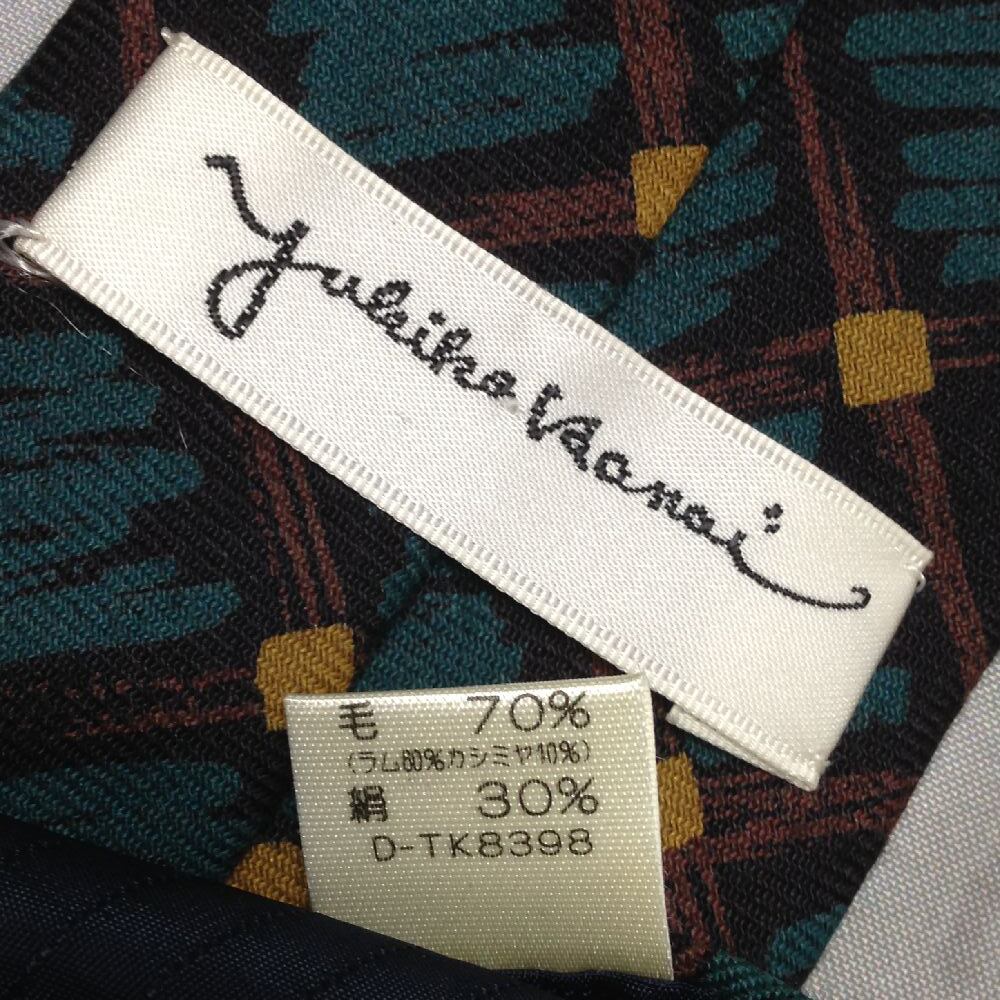 yukiko Hanai
毛 70%
(ラム60%カシミヤ10%)
絹 30%
D-TK8398